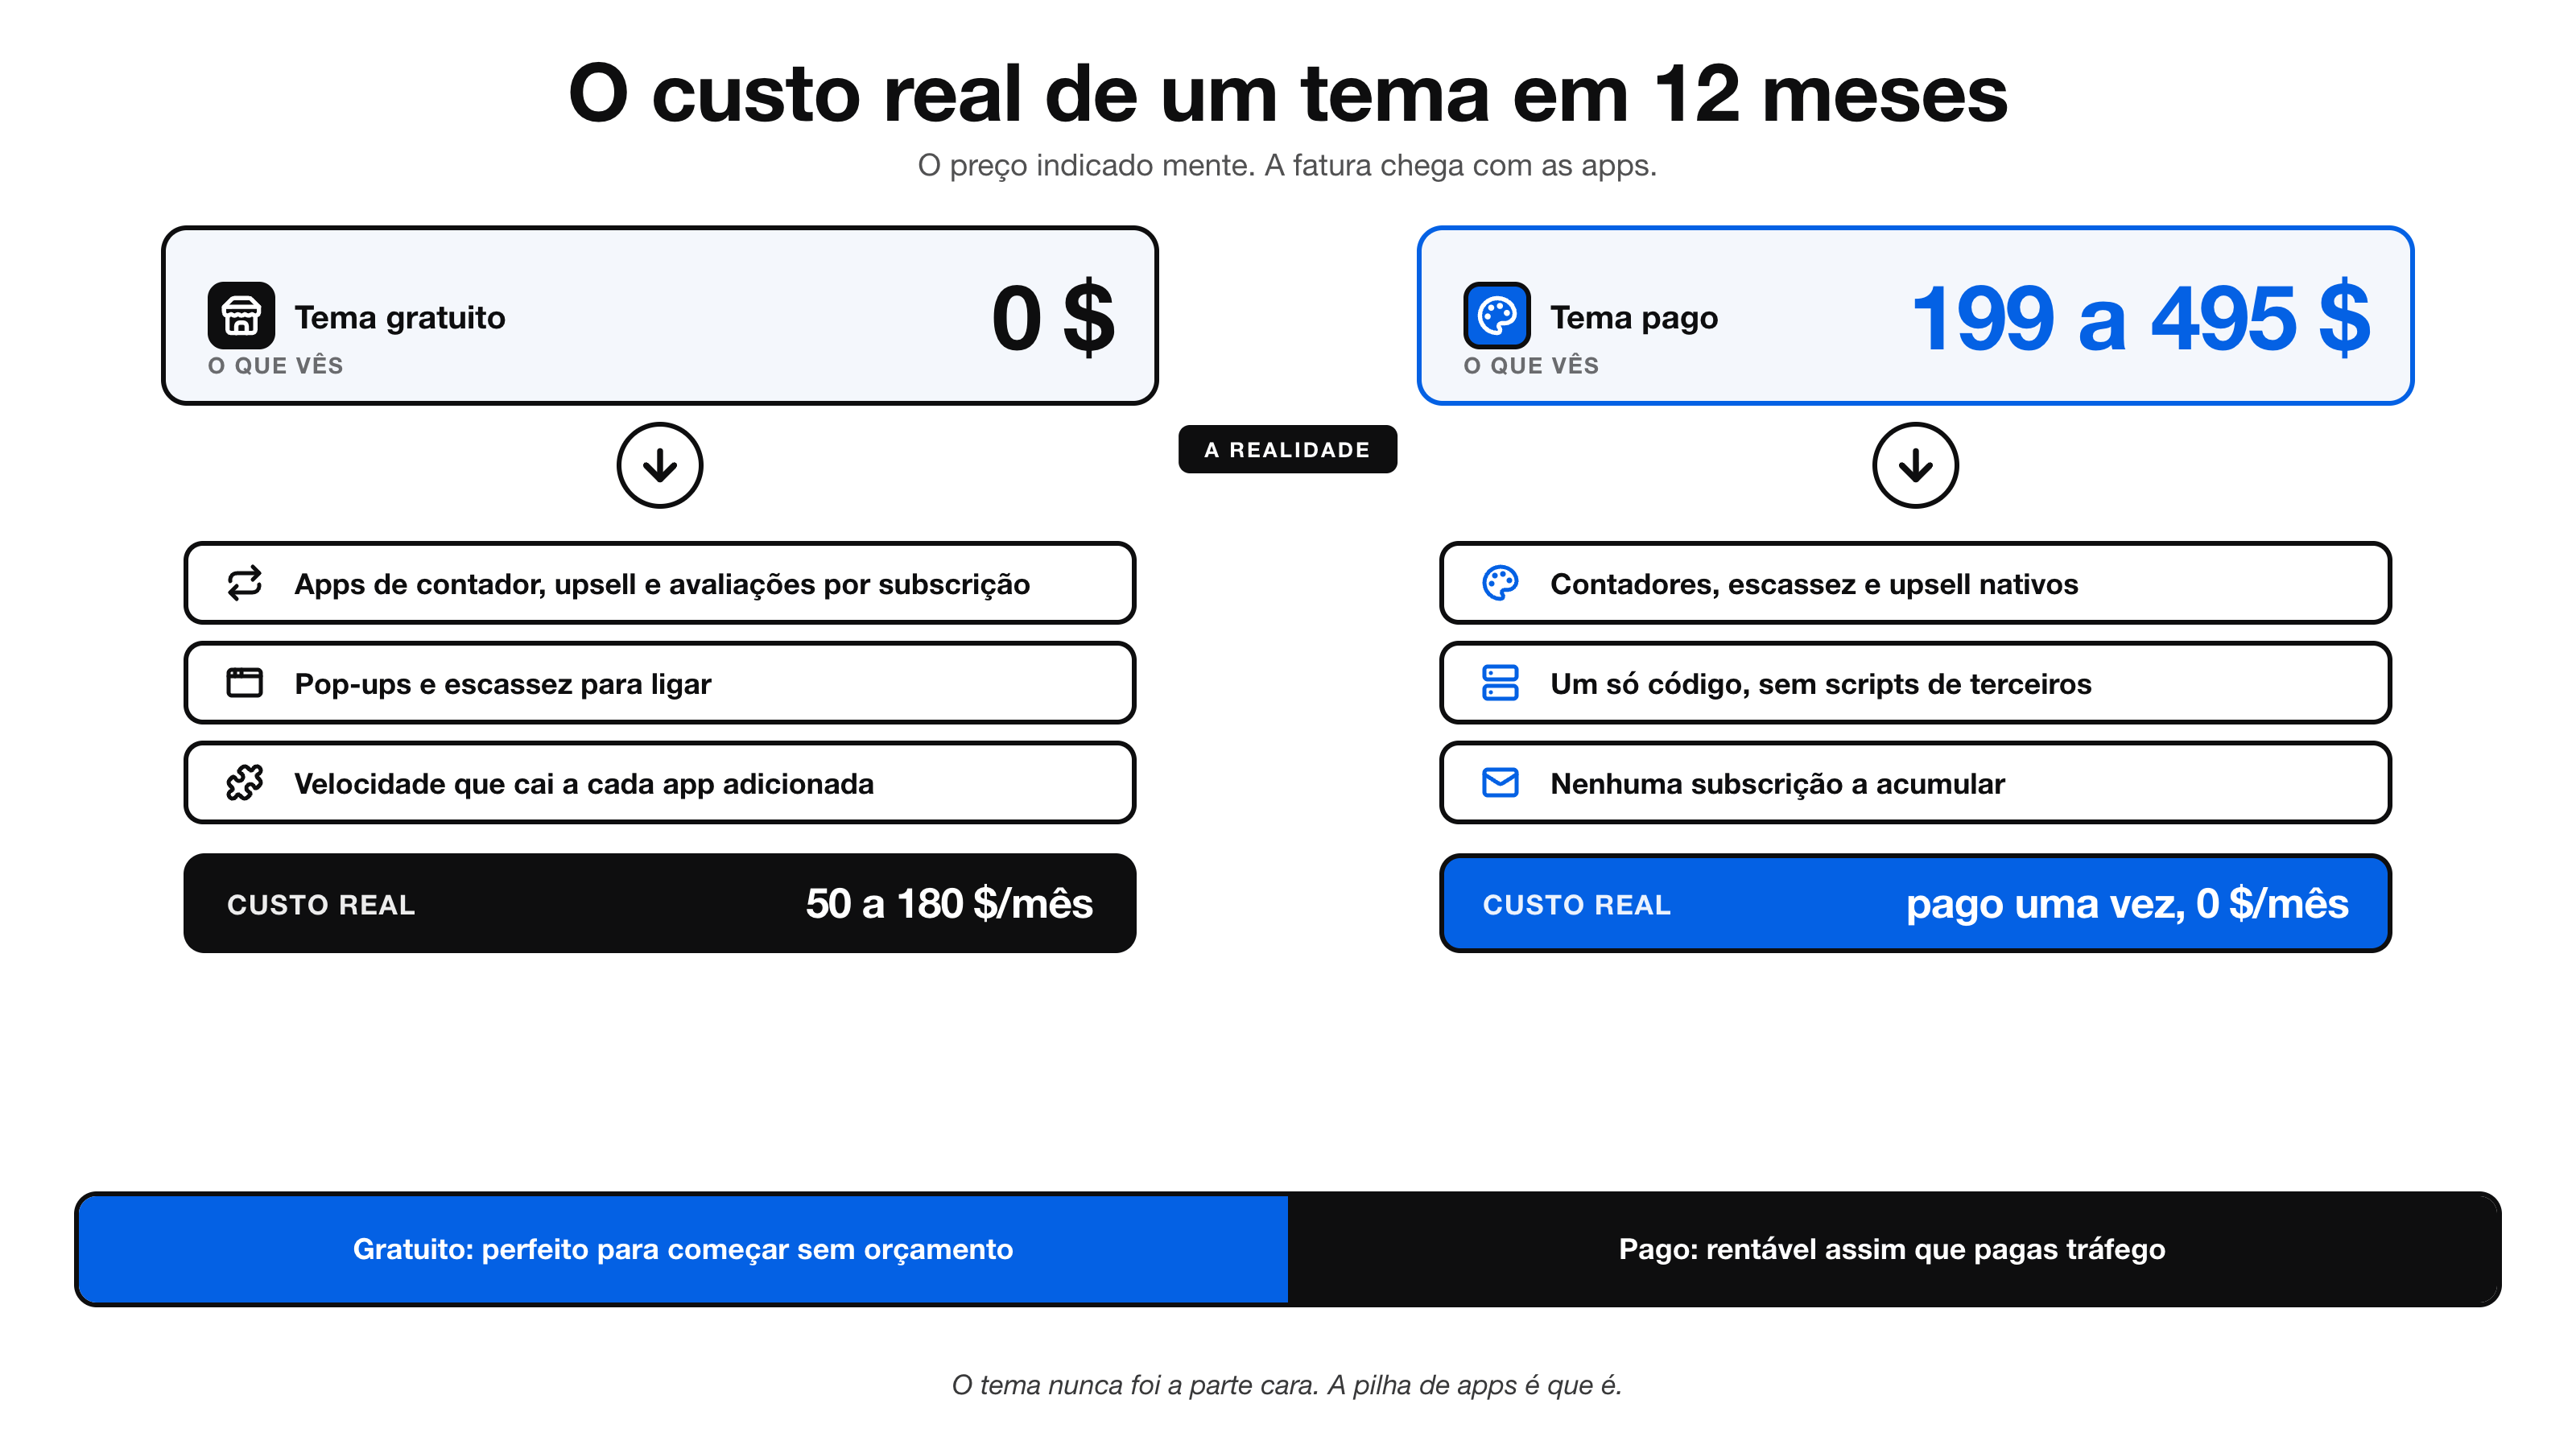 O custo real de um tema em 12 meses
O preço indicado mente. A fatura chega com as apps.
Tema gratuito
0 $
O QUE VÊS
Tema pago
199 a 495 $
O QUE VÊS
A REALIDADE
Apps de contador, upsell e avaliações por subscrição
Pop-ups e escassez para ligar
Velocidade que cai a cada app adicionada
CUSTO REAL
50 a 180 $/mês
Contadores, escassez e upsell nativos
Um só código, sem scripts de terceiros
Nenhuma subscrição a acumular
CUSTO REAL
pago uma vez, 0 $/mês
Gratuito: perfeito para começar sem orçamento
Pago: rentável assim que pagas tráfego
O tema nunca foi a parte cara. A pilha de apps é que é.